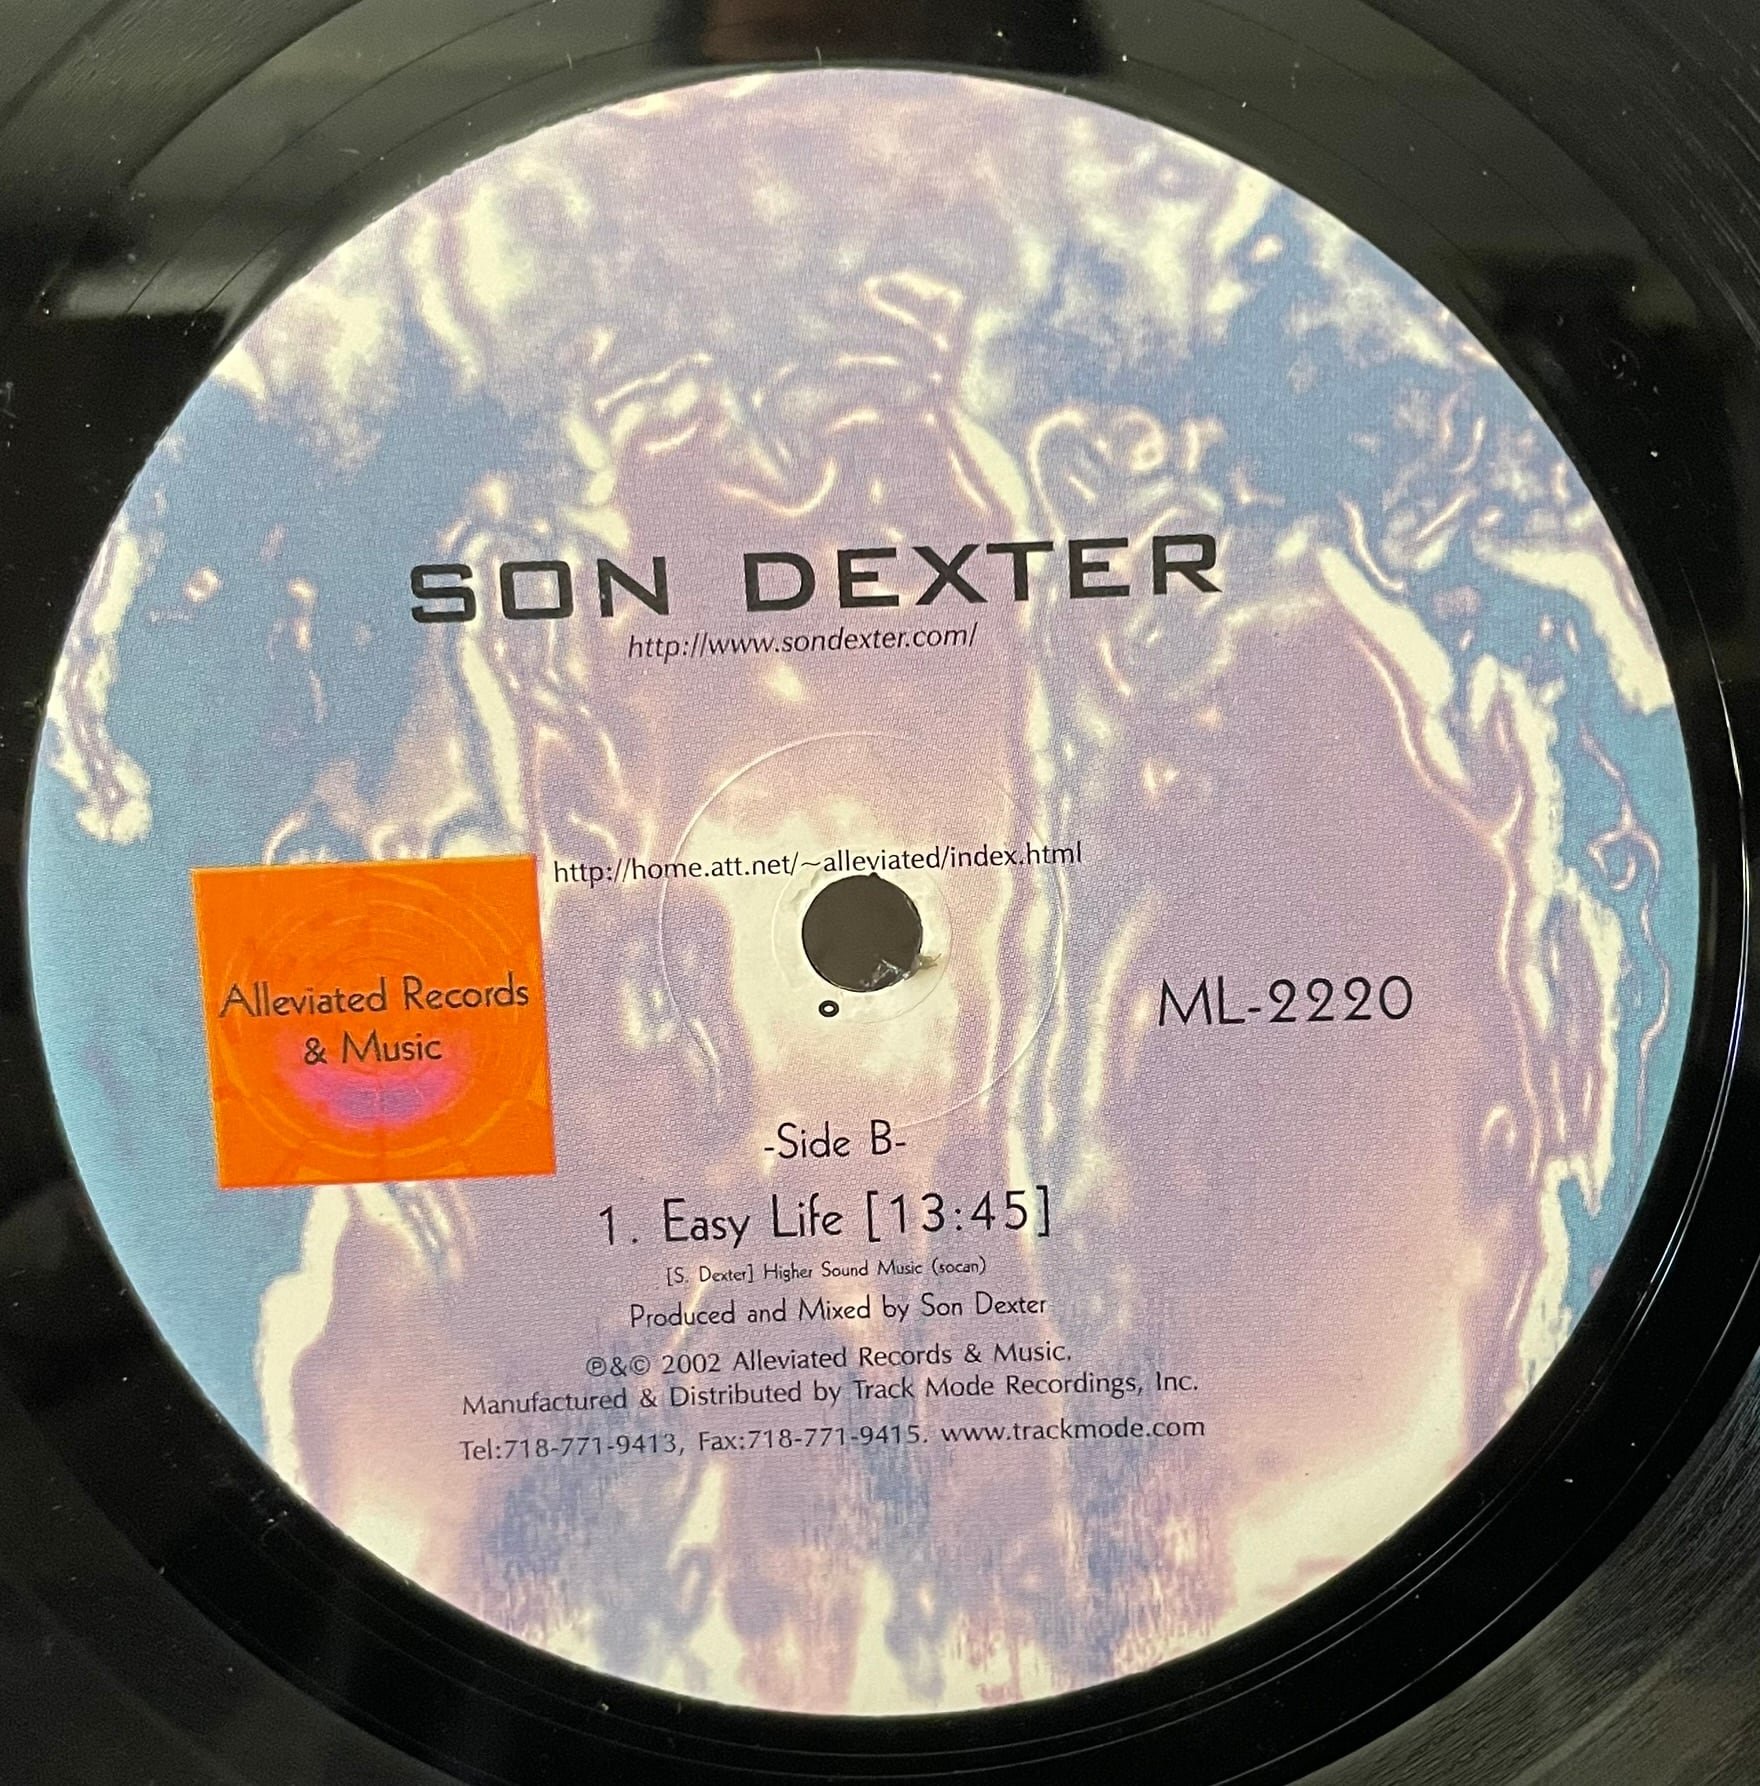 SON DEXTER
http://www.sondexter.com/
http://home.att.net/~alleviated/index.html
Alleviated Records
& Music
ML-2220
-Side B-
1. Easy Life [13:45]
[S. Dexter] Higher Sound Music (socan)
Produced and Mixed by Son Dexter
℗&© 2002 Alleviated Records & Music.
Manufactured & Distributed by Track Mode Recordings, Inc.
Tel:718-771-9413, Fax:718-771-9415. www.trackmode.com